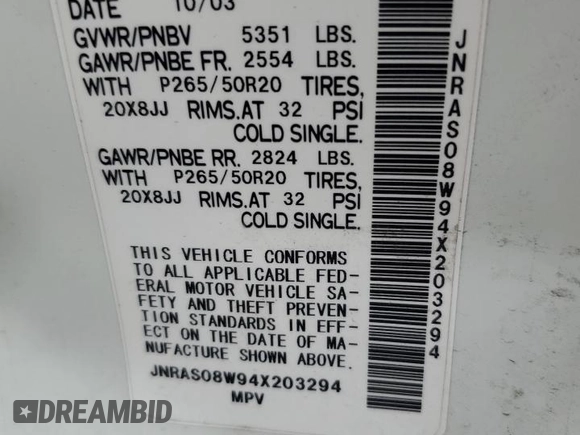 DATE 10/03
GVWR/PNBV 5351 LBS.
GAWR/PNBE FR. 2554 LBS.
WITH P265/50R20 TIRES,
20X8JJ RIMS.AT 32 PSI
COLD SINGLE.
GAWR/PNBE RR. 2824 LBS.
WITH P265/50R20 TIRES,
20X8JJ RIMS.AT 32 PSI
COLD SINGLE.
THIS VEHICLE CONFORMS
TO ALL APPLICABLE FED-
ERAL MOTOR VEHICLE SA-
FETY AND THEFT PREVEN-
TION STANDARDS IN EFF-
ECT ON THE DATE OF MA-
NUFACTURE SHOWN ABOVE.
JNRAS08W94X203294
MPV
JNRAS08W94X203294
DREAMBID